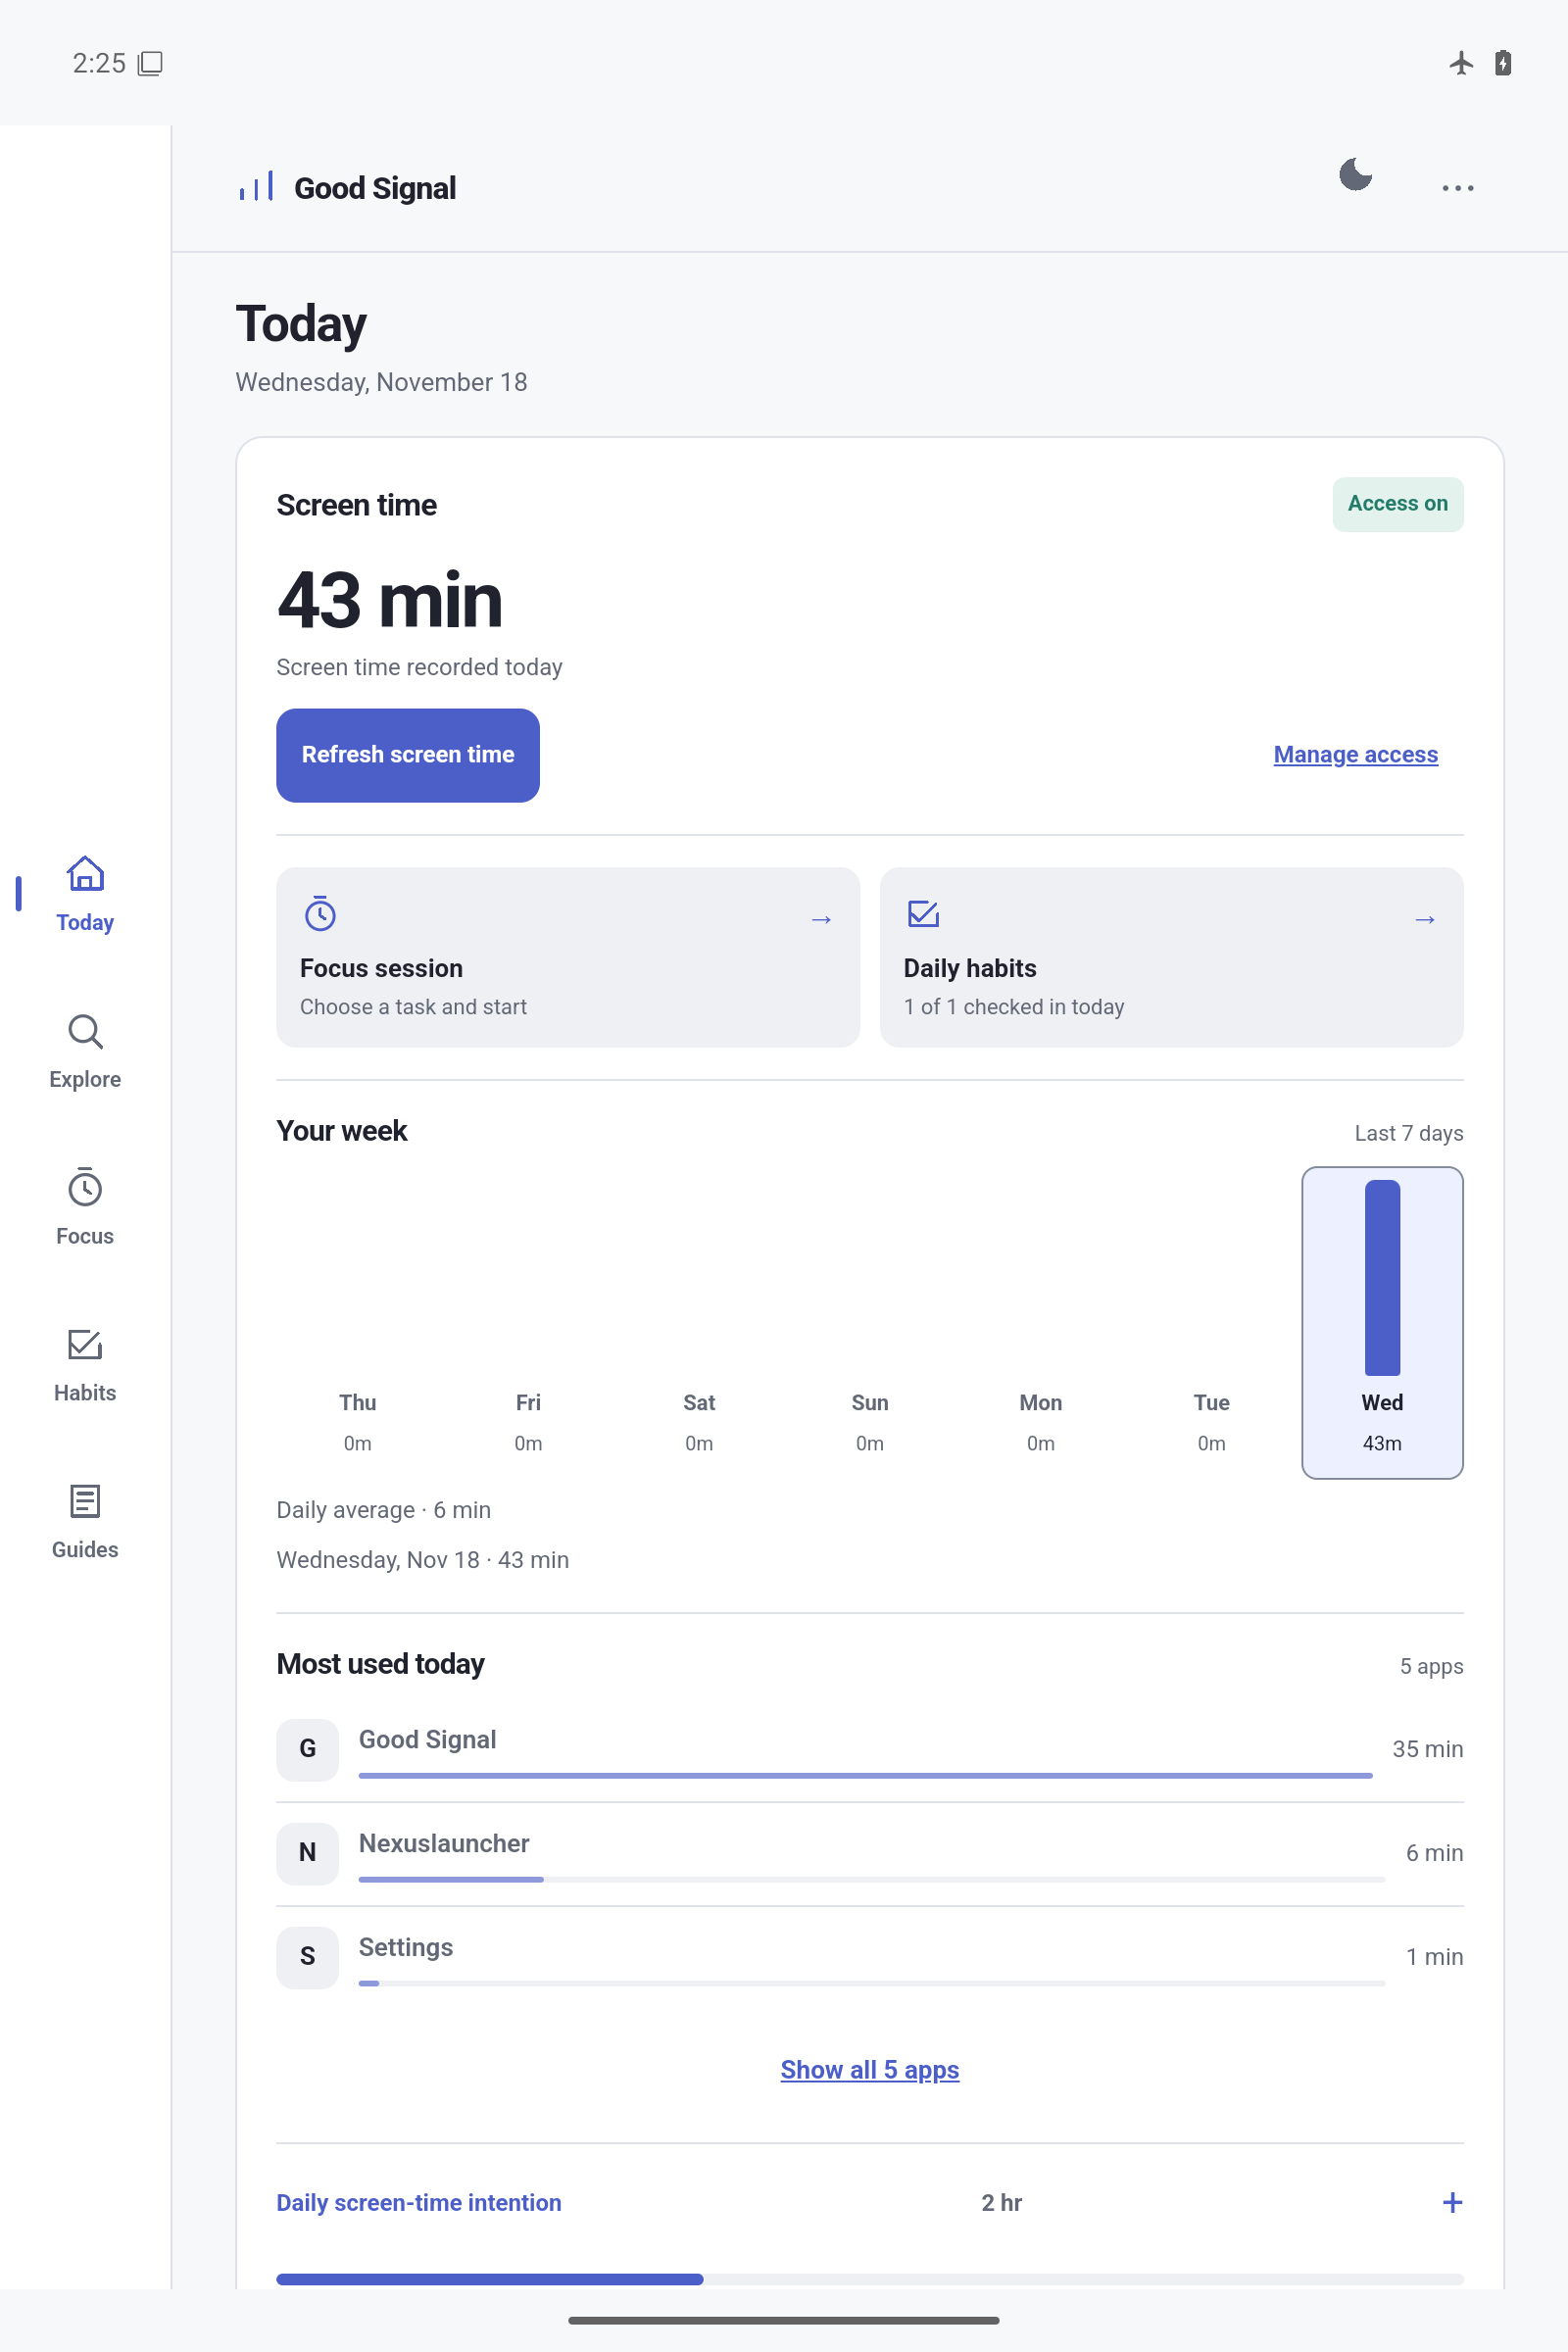 2:25
Good Signal
...
Today
Wednesday, November 18
Screen time
Access on
43 min
Screen time recorded today
Refresh screen time
Manage access
→
→
Focus session
Daily habits
Choose a task and start
1 of 1 checked in today
Your week
Last 7 days
Thu
Fri
Sat
Sun
Mon
Tue
Wed
0m
0m
0m
0m
0m
0m
43m
Daily average · 6 min
Wednesday, Nov 18 · 43 min
Most used today
5 apps
G
Good Signal
35 min
N
Nexuslauncher
6 min
S
Settings
1 min
Show all 5 apps
Daily screen-time intention
2 hr
+
Today
Explore
Focus
Habits
Guides